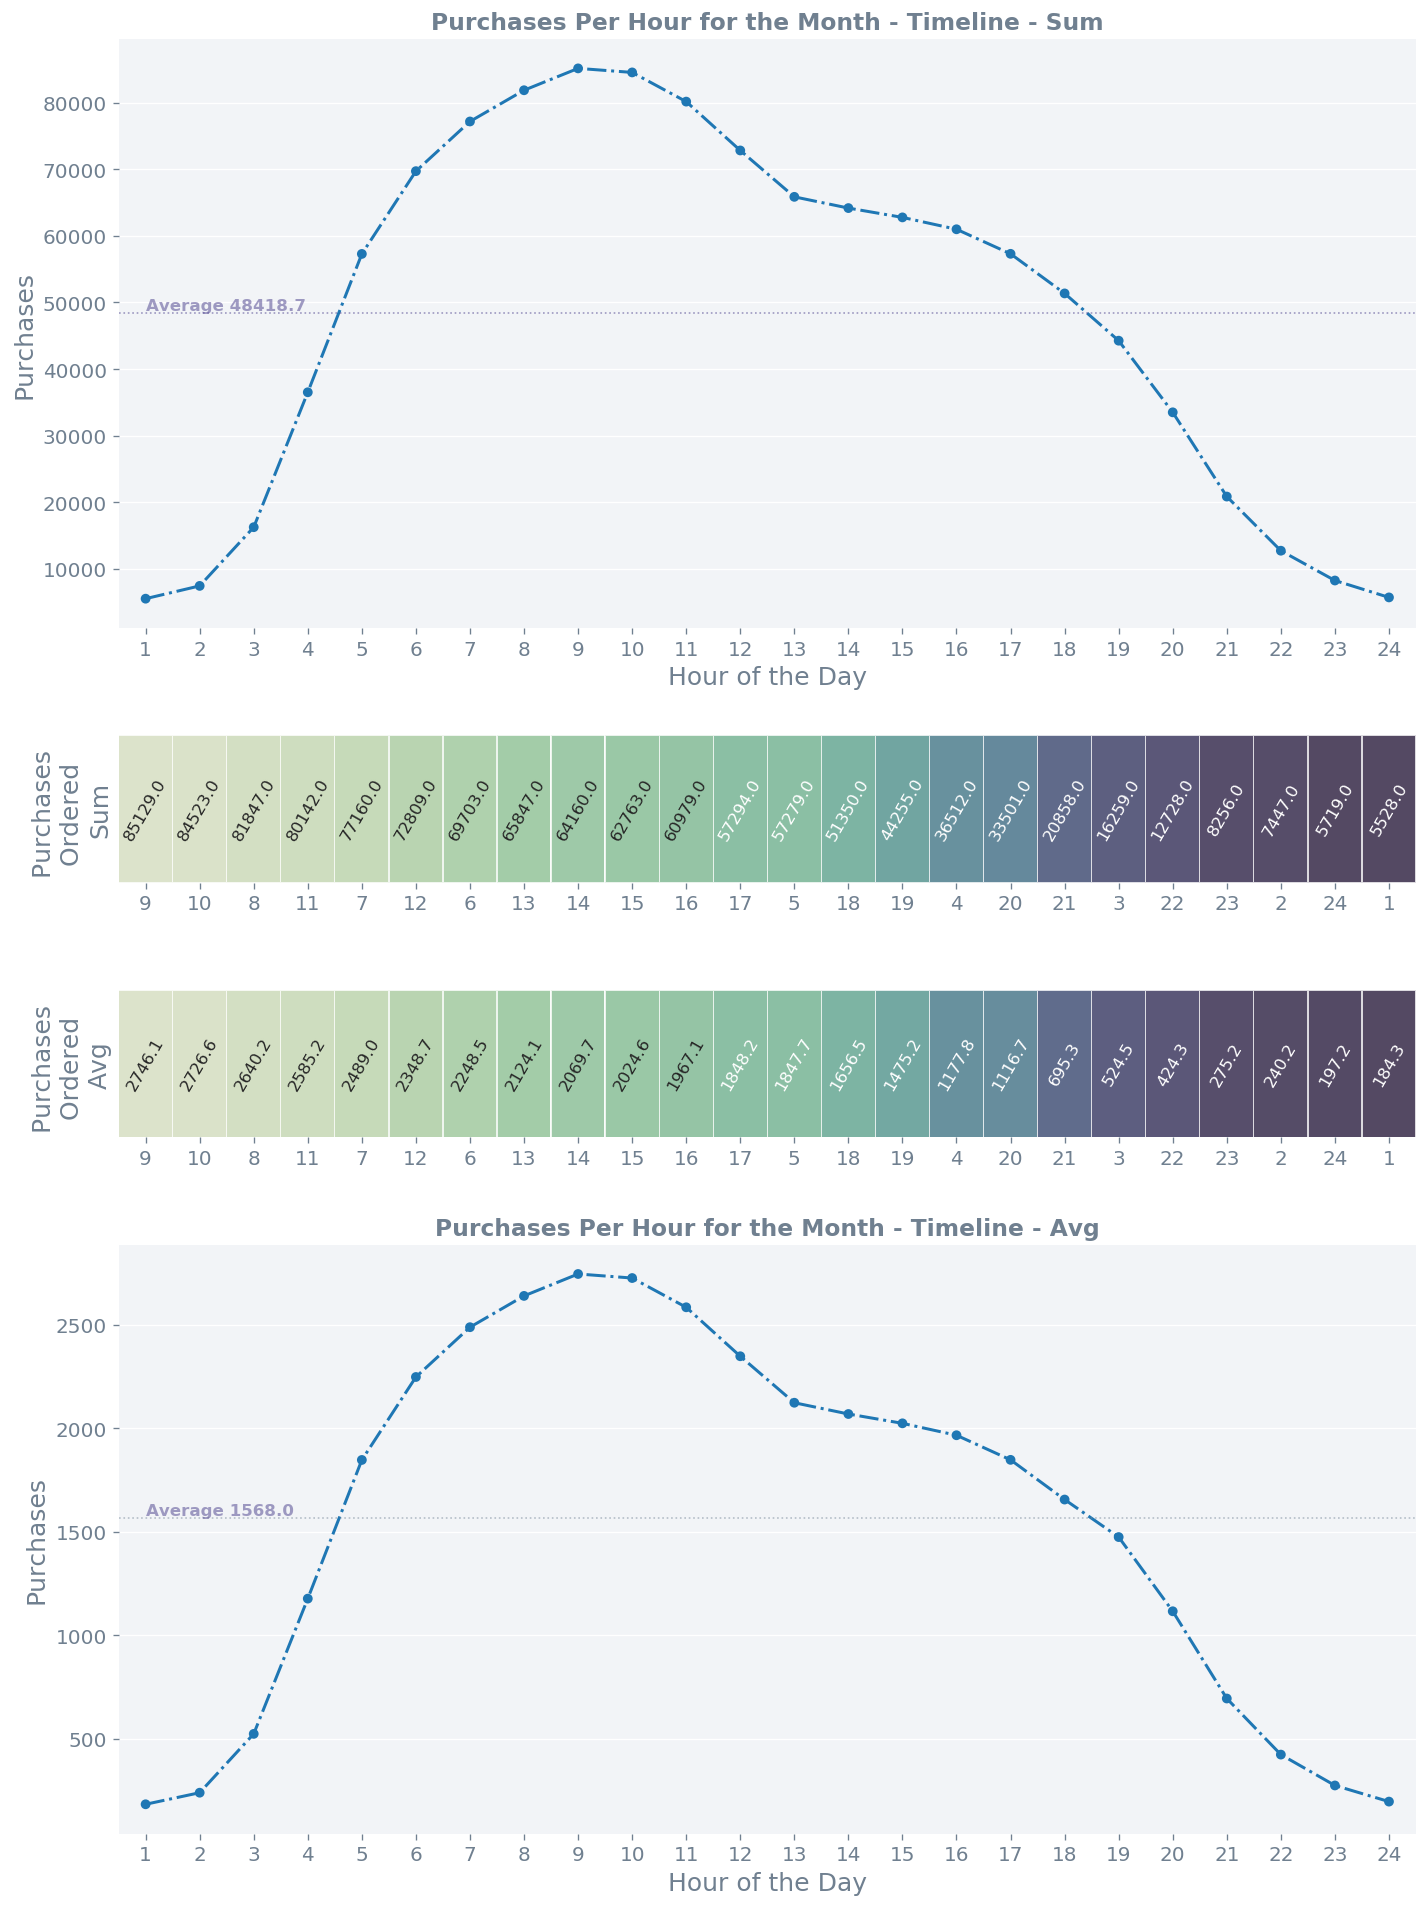 Purchases Per Hour for the Month - Timeline - Sum
80000
70000
60000
50000
40000
30000
20000
10000
Purchases
Average 48418.7
1 2 3 4 5 6 7 8 9 10 11 12 13 14 15 16 17 18 19 20 21 22 23 24
Hour of the Day
Purchases
Ordered
Sum
85129.0 84523.0 81847.0 80142.0 77160.0 72809.0 69703.0 65847.0 64160.0 62763.0 60979.0 57294.0 57279.0 51350.0 44255.0 36512.0 33501.0 20858.0 16259.0 12728.0 8256.0 7447.0 5719.0 5528.0
9 10 8 11 7 12 6 13 14 15 16 17 5 18 19 4 20 21 3 22 23 2 24 1
Purchases
Ordered
Avg
2746.1 2726.6 2640.2 2585.2 2489.0 2348.7 2248.5 2124.1 2069.7 2024.6 1967.1 1848.2 1847.7 1656.5 1475.2 1177.8 1116.7 695.3 524.5 424.3 275.2 240.2 197.2 184.3
9 10 8 11 7 12 6 13 14 15 16 17 5 18 19 4 20 21 3 22 23 2 24 1
Purchases Per Hour for the Month - Timeline - Avg
2500
2000
1500
1000
500
Purchases
Average 1568.0
1 2 3 4 5 6 7 8 9 10 11 12 13 14 15 16 17 18 19 20 21 22 23 24
Hour of the Day